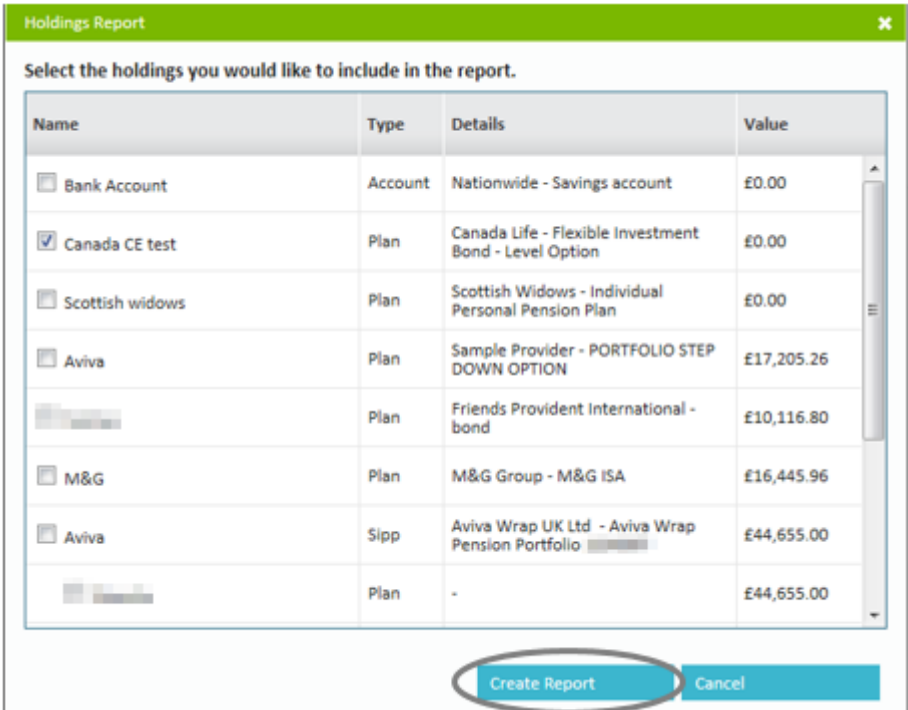 Holdings Report
Select the holdings you would like to include in the report.
Name Type Details Value
Bank Account Account Nationwide - Savings account £0.00
Canada CE test Plan Canada Life - Flexible Investment
Bond - Level Option £0.00
Scottish widows Plan Scottish Widows - Individual
Personal Pension Plan £0.00
Aviva Plan Sample Provider - PORTFOLIO STEP
DOWN OPTION £17,205.26
Plan Friends Provident International -
bond £10,116.80
M&G Plan M&G Group - M&G ISA £16,445.96
Aviva Sipp Aviva Wrap UK Ltd - Aviva Wrap
Pension Portfolio £44,655.00
Plan - £44,655.00
Create Report Cancel